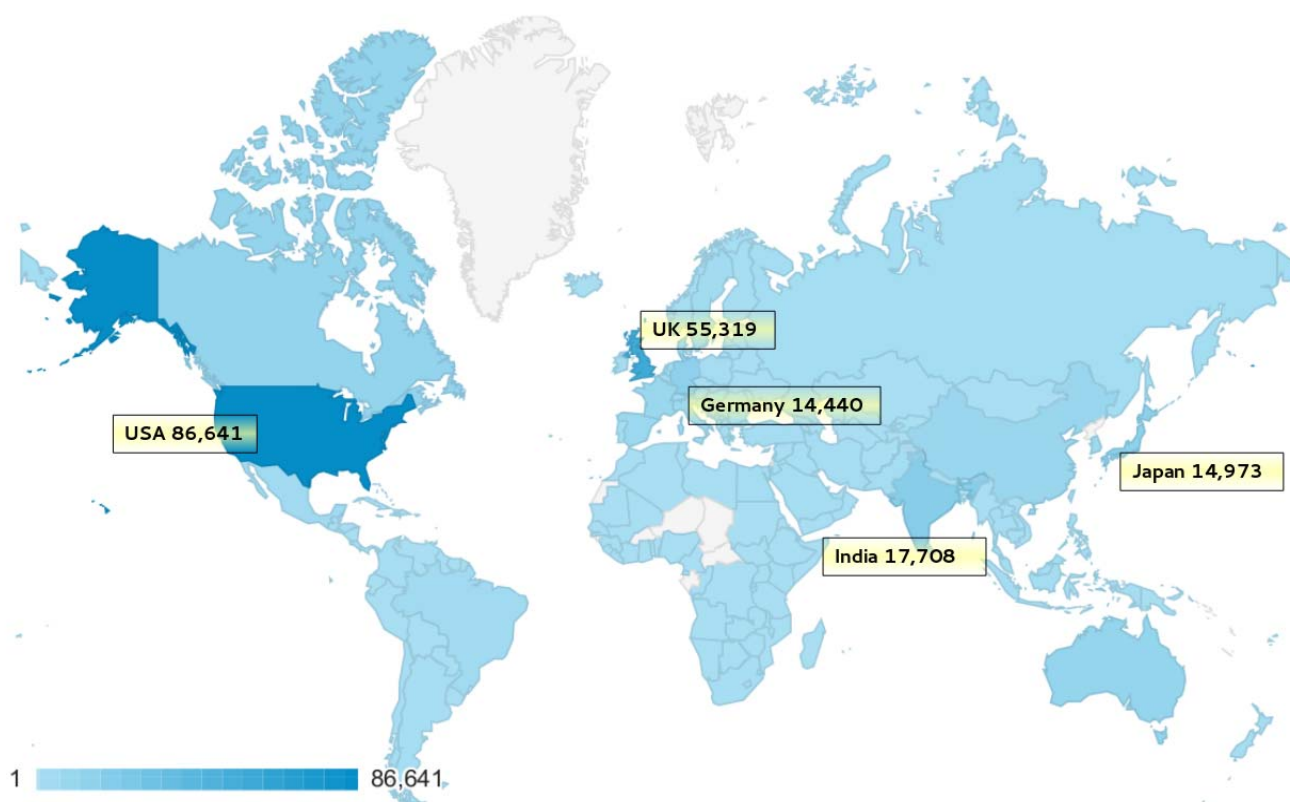 UK 55,319
Germany 14,440
USA 86,641
Japan 14,973
India 17,708
1 86,641